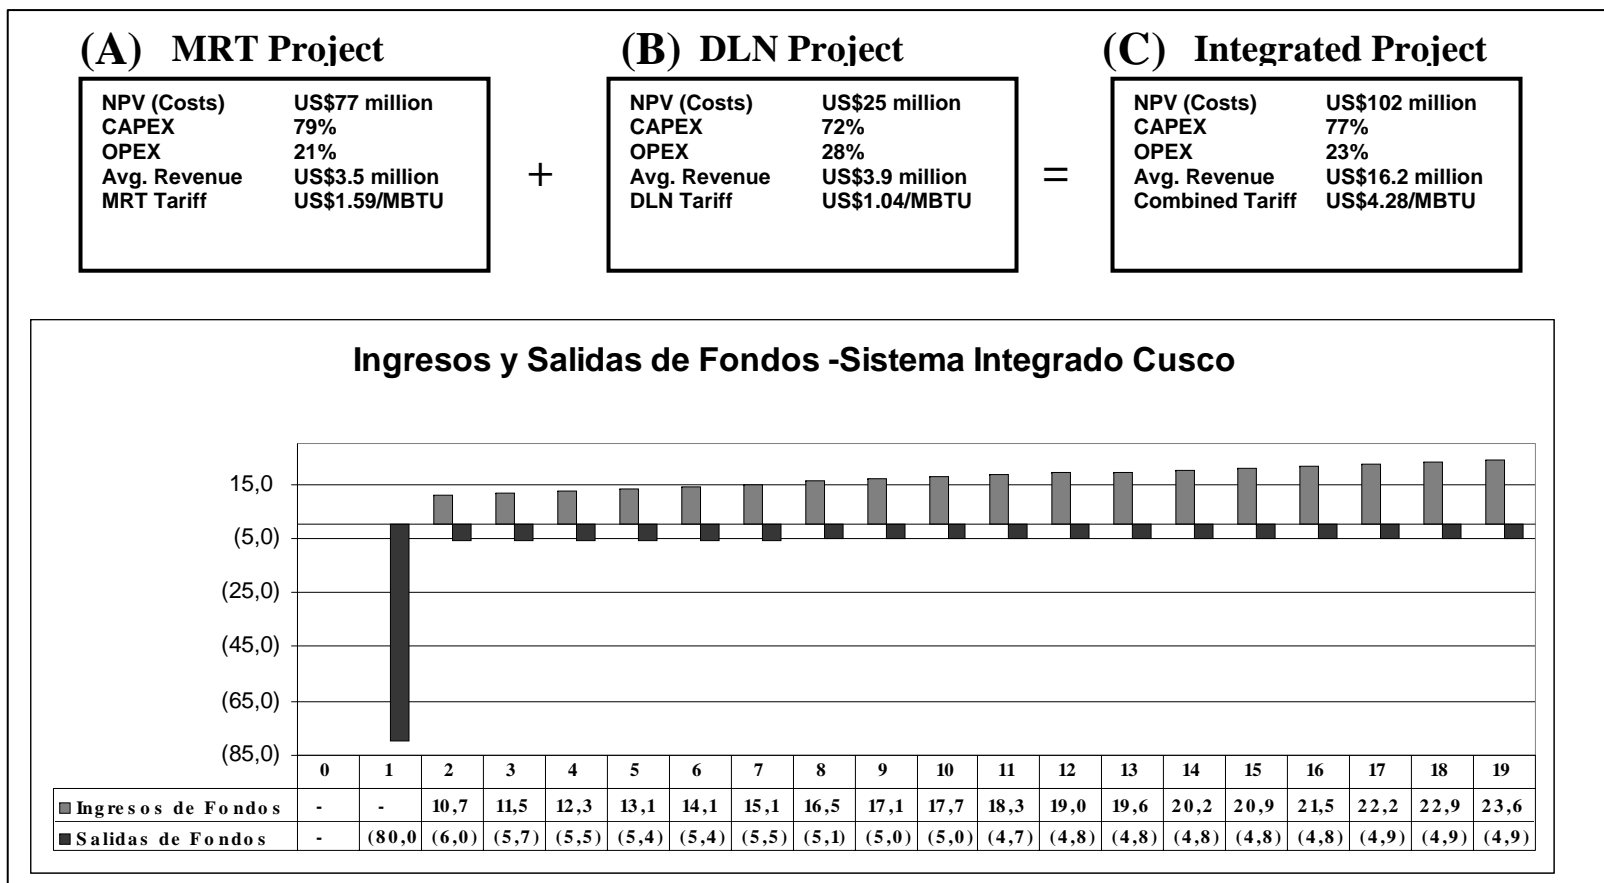 (A) MRT Project
NPV (Costs) US$77 million
CAPEX 79%
OPEX 21%
Avg. Revenue US$3.5 million
MRT Tariff US$1.59/MBTU
+
(B) DLN Project
NPV (Costs) US$25 million
CAPEX 72%
OPEX 28%
Avg. Revenue US$3.9 million
DLN Tariff US$1.04/MBTU
=
(C) Integrated Project
NPV (Costs) US$102 million
CAPEX 77%
OPEX 23%
Avg. Revenue US$16.2 million
Combined Tariff US$4.28/MBTU
Ingresos y Salidas de Fondos -Sistema Integrado Cusco
15,0
(5,0)
(25,0)
(45,0)
(65,0)
(85,0)
0 1 2 3 4 5 6 7 8 9 10 11 12 13 14 15 16 17 18 19
Ingresos de Fondos - - 10,7 11,5 12,3 13,1 14,1 15,1 16,5 17,1 17,7 18,3 19,0 19,6 20,2 20,9 21,5 22,2 22,9 23,6
Salidas de Fondos - (80,0 (6,0) (5,7) (5,5) (5,4) (5,4) (5,5) (5,1) (5,0) (5,0) (4,7) (4,8) (4,8) (4,8) (4,8) (4,8) (4,9) (4,9) (4,9)